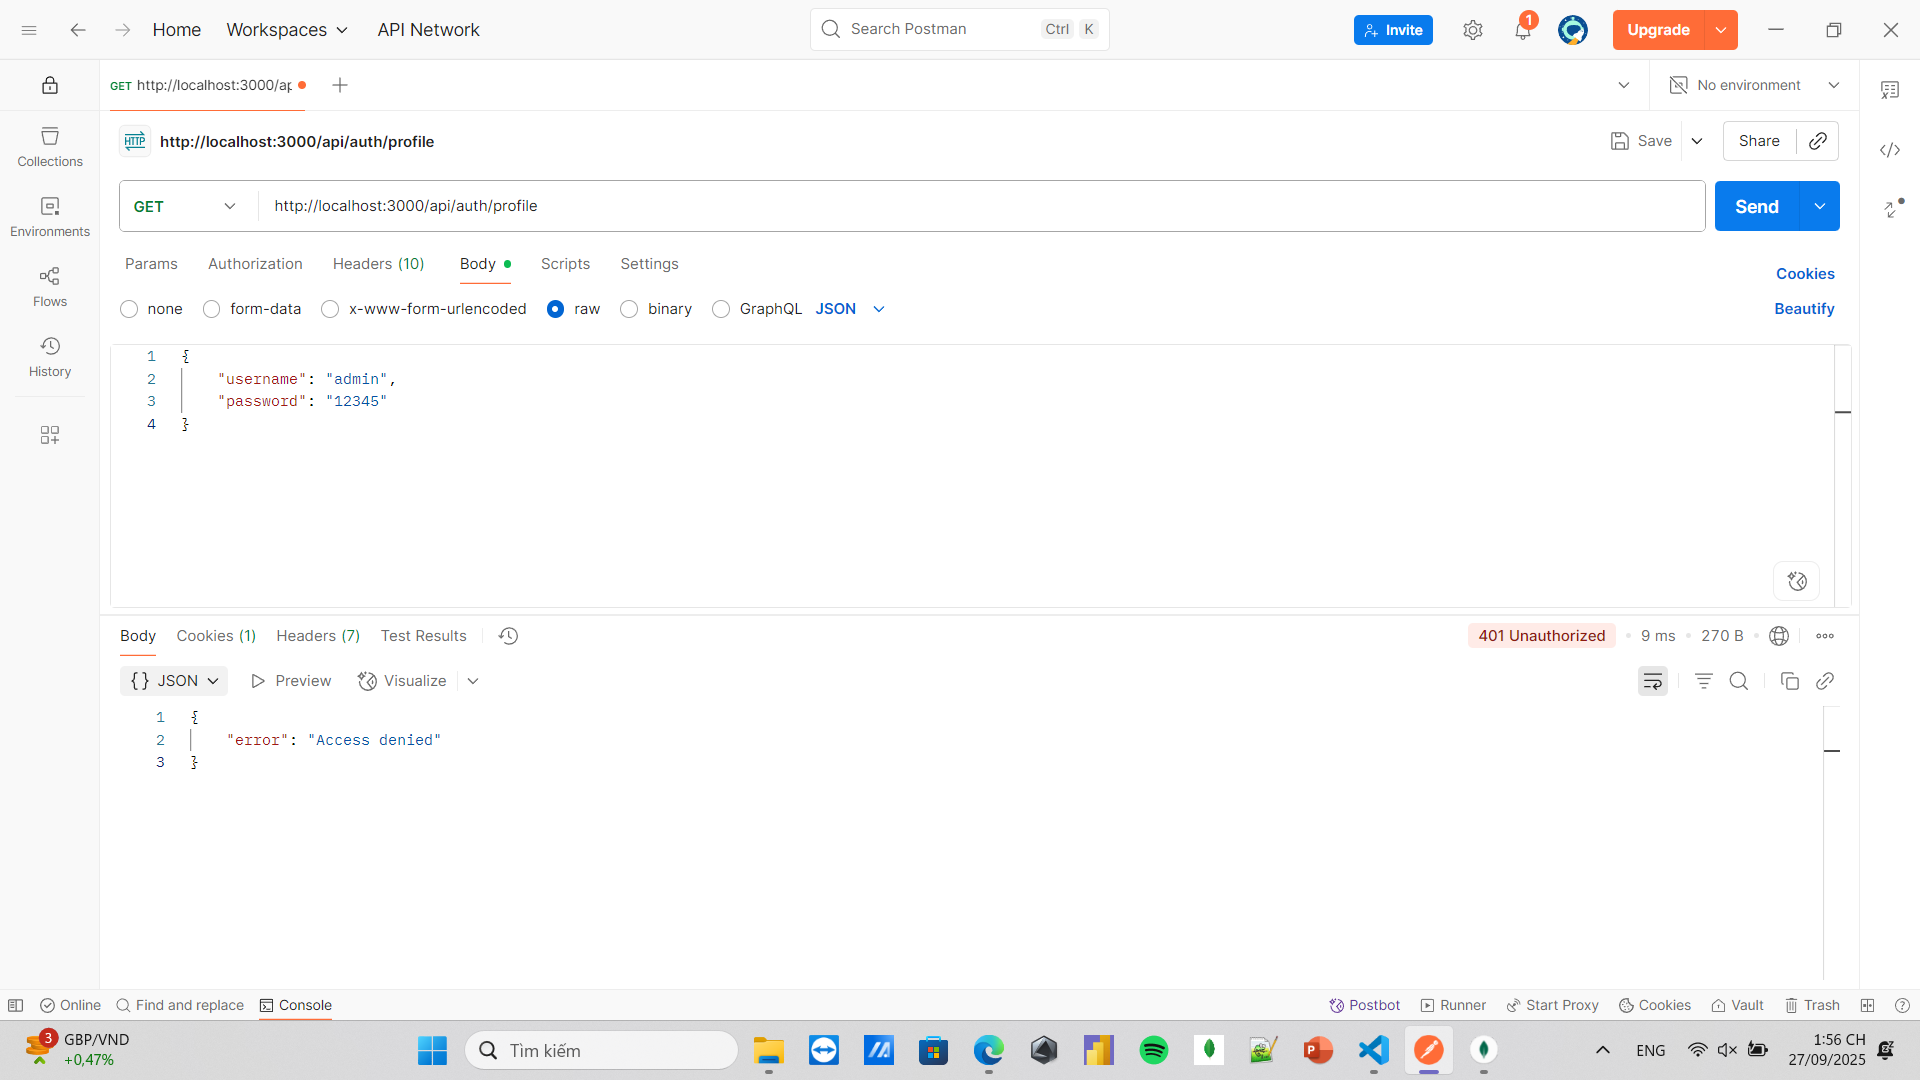 Home Workspaces API Network Search Postman Ctrl K Invite 1 Upgrade
GET http://localhost:3000/ap No environment
HTTP http://localhost:3000/api/auth/profile Save Share
GET http://localhost:3000/api/auth/profile Send
Params Authorization Headers (10) Body Scripts Settings Cookies
none form-data x-www-form-urlencoded raw binary GraphQL JSON Beautify
1 {
2 "username": "admin",
3 "password": "12345"
4 }
Collections
Environments
Flows
History
Body Cookies (1) Headers (7) Test Results 401 Unauthorized 9 ms 270 B
{} JSON Preview Visualize
1 {
2 "error": "Access denied"
3 }
Online Find and replace Console Postbot Runner Start Proxy Cookies Vault Trash
3 GBP/VND
+0,47%
Tìm kiếm
ENG
1:56 CH
27/09/2025